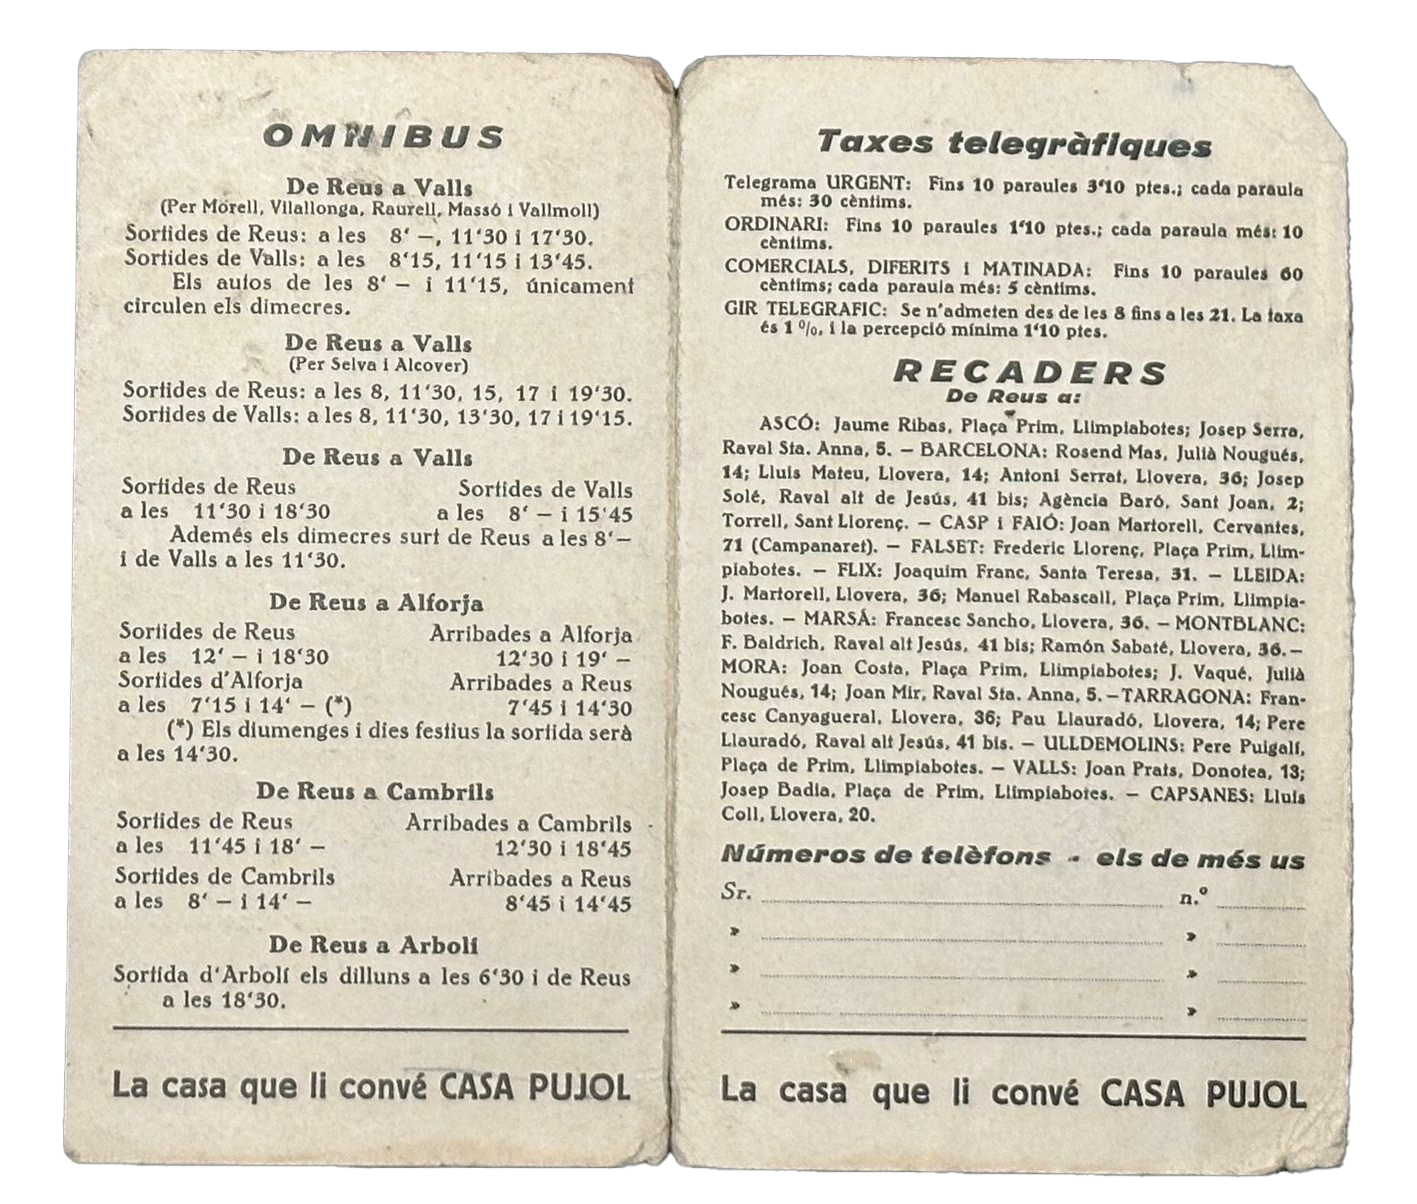 OMNIBUS
De Reus a Valls
(Per Morell, Vilallonga, Raurell, Massó i Vallmoll)
Sortides de Reus: a les 8‘ —, 11‘30 i 17‘30.
Sortides de Valls: a les 8‘15, 11‘15 i 13‘45.
Els autos de les 8‘ — i 11‘15, únicament
circulen els dimecres.
De Reus a Valls
(Per Selva i Alcover)
Sortides de Reus: a les 8, 11‘30, 15, 17 i 19‘30.
Sortides de Valls: a les 8, 11‘30, 13‘30, 17 i 19‘15.
De Reus a Valls
Sortides de Reus Sortides de Valls
a les 11‘30 i 18‘30 a les 8‘ — i 15‘45
Además els dimecres surt de Reus a les 8‘—
i de Valls a les 11‘30.
De Reus a Alforja
Sortides de Reus Arribades a Alforja
a les 12‘ — i 18‘30 12‘30 i 19‘ —
Sortides d‘Alforja Arribades a Reus
a les 7‘15 i 14‘ — (*) 7‘45 i 14‘30
(*) Els diumenges i dies festius la sortida serà
a les 14‘30.
De Reus a Cambrils
Sortides de Reus Arribades a Cambrils
a les 11‘45 i 18‘ — 12‘30 i 18‘45
Sortides de Cambrils Arribades a Reus
a les 8‘ — i 14‘ — 8‘45 i 14‘45
De Reus a Arbolí
Sortida d‘Arbolí els dilluns a les 6‘30 i de Reus
a les 18‘30.
La casa que li convé CASA PUJOL
Taxes telegràfiques
Telegrama URGENT: Fins 10 paraules 3‘10 ptes.; cada paraula
més: 30 cèntims.
ORDINARI: Fins 10 paraules 1‘10 ptes.; cada paraula més: 10
cèntims.
COMERCIALS, DIFERITS i MATINADA: Fins 10 paraules 60
cèntims; cada paraula més: 5 cèntims.
GIR TELEGRAFIC: Se n‘admeten des de les 8 fins a les 21. La taxa
és 1 %, i la percepció mínima 1‘10 ptes.
RECADERS
De Reus a:
ASCÓ: Jaume Ribas, Plaça Prim, Llimpiabotes; Josep Serra,
Raval Sta. Anna, 5. — BARCELONA: Rosend Mas, Julià Nougués,
14; Lluis Mateu, Llovera, 14; Antoni Serrat, Llovera, 36; Josep
Solé, Raval alt de Jesús, 41 bis; Agència Baró, Sant Joan, 2;
Torrell, Sant Llorenç. — CASP i FAIÓ: Joan Martorell, Cervantes,
71 (Campanaret). — FALSET: Frederic Llorenç, Plaça Prim, Llim-
piabotes. — FLIX: Joaquim Franc, Santa Teresa, 31. — LLEIDA:
J. Martorell, Llovera, 36; Manuel Rabascall, Plaça Prim, Llimpia-
botes. — MARSÁ: Francesc Sancho, Llovera, 36. — MONTBLANC:
F. Baldrich, Raval alt Jesús, 41 bis; Ramón Sabaté, Llovera, 36.—
MORA: Joan Costa, Plaça Prim, Llimpiabotes; J. Vaqué, Julià
Nougués, 14; Joan Mir, Raval Sta. Anna, 5.—TARRAGONA: Fran-
cesc Canyagueral, Llovera, 36; Pau Llauradó, Llovera, 14; Pere
Llauradó, Raval alt Jesús, 41 bis. — ULLDEMOLINS: Pere Puigalí,
Plaça de Prim, Llimpiabotes. — VALLS: Joan Prats, Donotea, 13;
Josep Badia, Plaça de Prim, Llimpiabotes. — CAPSANES: Lluis
Coll, Llovera, 20.
Números de telèfons - els de més us
Sr. n.º
» »
» »
» »
La casa que li convé CASA PUJOL